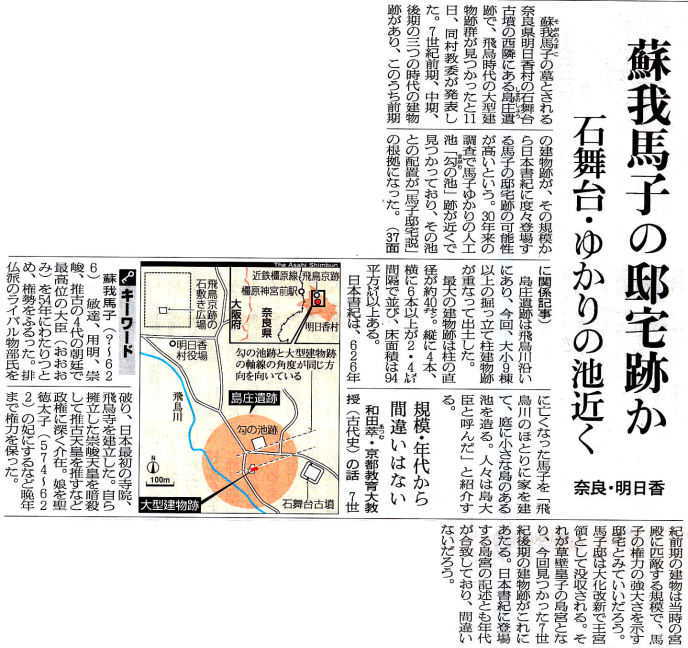 蘇我馬子の邸宅跡か
石舞台・ゆかりの池近く
奈良・明日香
蘇我馬子の墓とされる
奈良県明日香村の石舞台
古墳の西隣にある島庄遺
跡で、飛鳥時代の大型建
物跡群が見つかったと11
日、同村教委が発表し
た。7世紀前期、中期、
後期の三つの時代の建物
跡があり、このうち前期
の建物跡が、その規模か
ら日本書紀に度々登場す
る馬子の邸宅跡の可能性
が高いという。30年来の
調査で馬子ゆかりの人工
池「勾の池」跡が近くで
見つかっており、その池
との配置が「馬子邸宅説」
の根拠になった。(37面
に関係記事)
島庄遺跡は飛鳥川沿い
にあり、今回、大小9棟
以上の掘っ立て柱建物跡
が重なって出土した。
最大の建物跡は柱の直
径が約40㌢。縦に4本、
横に6本以上が2・4㍍
間隔で並び、床面積は94
平方㍍以上ある。
日本書紀は、626年
に亡くなった馬子を「飛
鳥川のほとりに家を建
て、庭に小さな島のある
池を造る。人々は島大
臣と呼んだ」と紹介す
る。
規模・年代から
間違いはない
和田萃・京都教育大教
授(古代史)の話 7世
紀前期の建物は当時の宮
殿に匹敵する規模で、馬
子の権力の強大さを示す
邸宅とみていいだろう。
馬子邸は大化改新で王宮
領として没収される。そ
れが草壁皇子の島宮とな
り、今回見つかった7世
紀後期の建物跡がこれに
あたる。日本書紀に登場
する島宮の記述とも年代
が合致しており、間違い
ないだろう。
The Asahi Shimbun
飛鳥京跡の
石敷き広場
近鉄橿原線
飛鳥京跡
橿原神宮前駅
奈良県
大阪府
明日香村
明日香
村役場
勾の池跡と大型建物跡
の軸線の角度が同じ方
向を向いている
島庄遺跡
勾の池跡
飛鳥川
N
100m
大型建物跡
石舞台古墳
キーワード
蘇我馬子(?〜62
6) 敏達、用明、崇
峻、推古の4代の朝廷で
最高位の大臣(おおお
み)を54年にわたりつと
め、権勢をふるった。排
仏派のライバル物部氏を
破り、日本最初の寺院、
飛鳥寺を建立した。自ら
擁立した崇峻天皇を暗殺
して推古天皇を推すなど
政権に深く介在。娘を聖
徳太子(574〜62
2)の妃にするなど晩年
まで権力を保った。